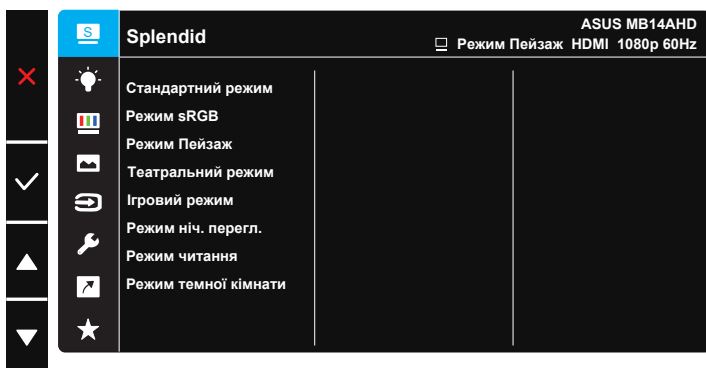 S
Splendid
ASUS MB14AHD
Режим Пейзаж HDMI 1080p 60Hz
Стандартний режим
Режим sRGB
Режим Пейзаж
Театральний режим
Ігровий режим
Режим ніч. перегл.
Режим читання
Режим темної кімнати